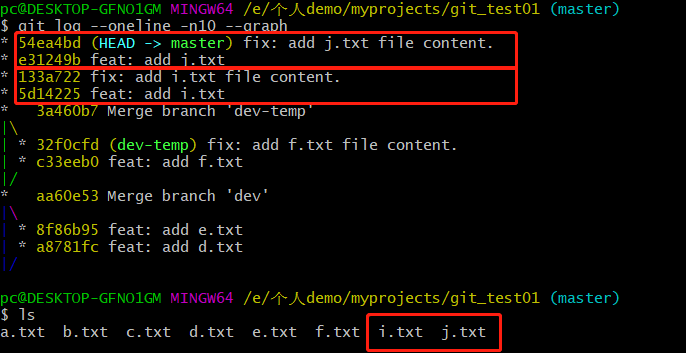 pc@DESKTOP-GFNO1GM MINGW64 /e/个人demo/myprojects/git_test01 (master)
$ git log --oneline -n10 --graph
* 54ea4bd (HEAD -> master) fix: add j.txt file content.
* e31249b feat: add j.txt
* 133a722 fix: add i.txt file content.
* 5d14225 feat: add i.txt
*   3a460b7 Merge branch 'dev-temp'
|\
| * 32f0cfd (dev-temp) fix: add f.txt file content.
| * c33eeb0 feat: add f.txt
|/
*   aa60e53 Merge branch 'dev'
|\
| * 8f86b95 feat: add e.txt
| * a8781fc feat: add d.txt
|/
pc@DESKTOP-GFNO1GM MINGW64 /e/个人demo/myprojects/git_test01 (master)
$ ls
a.txt  b.txt  c.txt  d.txt  e.txt  f.txt  i.txt  j.txt